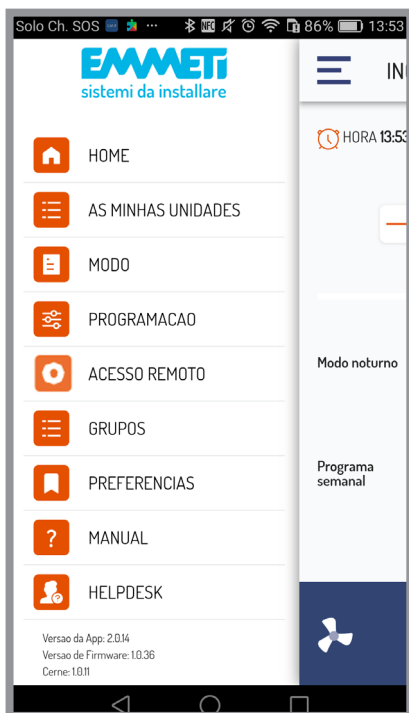 Solo Ch. SOS ... NFC 86% 13:53
EMMETI
sistemi da installare
HOME
AS MINHAS UNIDADES
MODO
PROGRAMACAO
ACESSO REMOTO
GRUPOS
PREFERENCIAS
MANUAL
HELPDESK
Versao da App: 2.0.14
Versao de Firmware: 1.0.36
Cerne: 1.0.11
HORA 13:53
Modo noturno
Programa
semanal